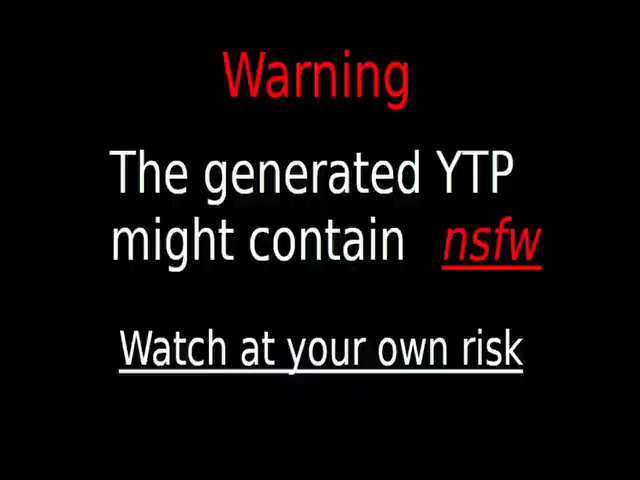 Warning
The generated YTP
might contain nsfw
Watch at your own risk